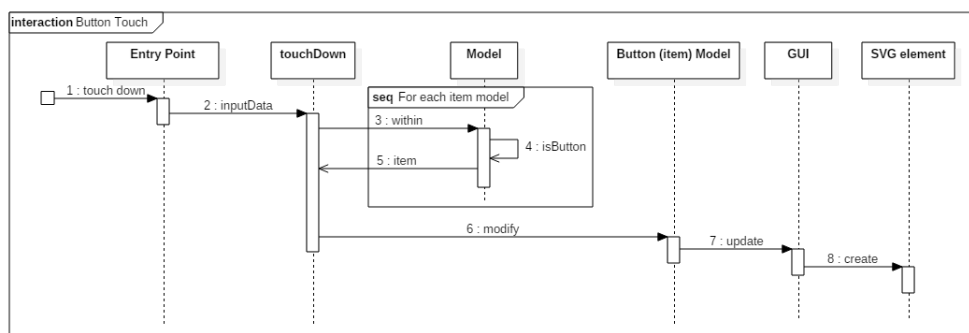 interaction Button Touch
Entry Point
touchDown
Model
Button (item) Model
GUI
SVG element
1 : touch down
seq For each item model
2 : inputData
3 : within
4 : isButton
5 : item
6 : modify
7 : update
8 : create